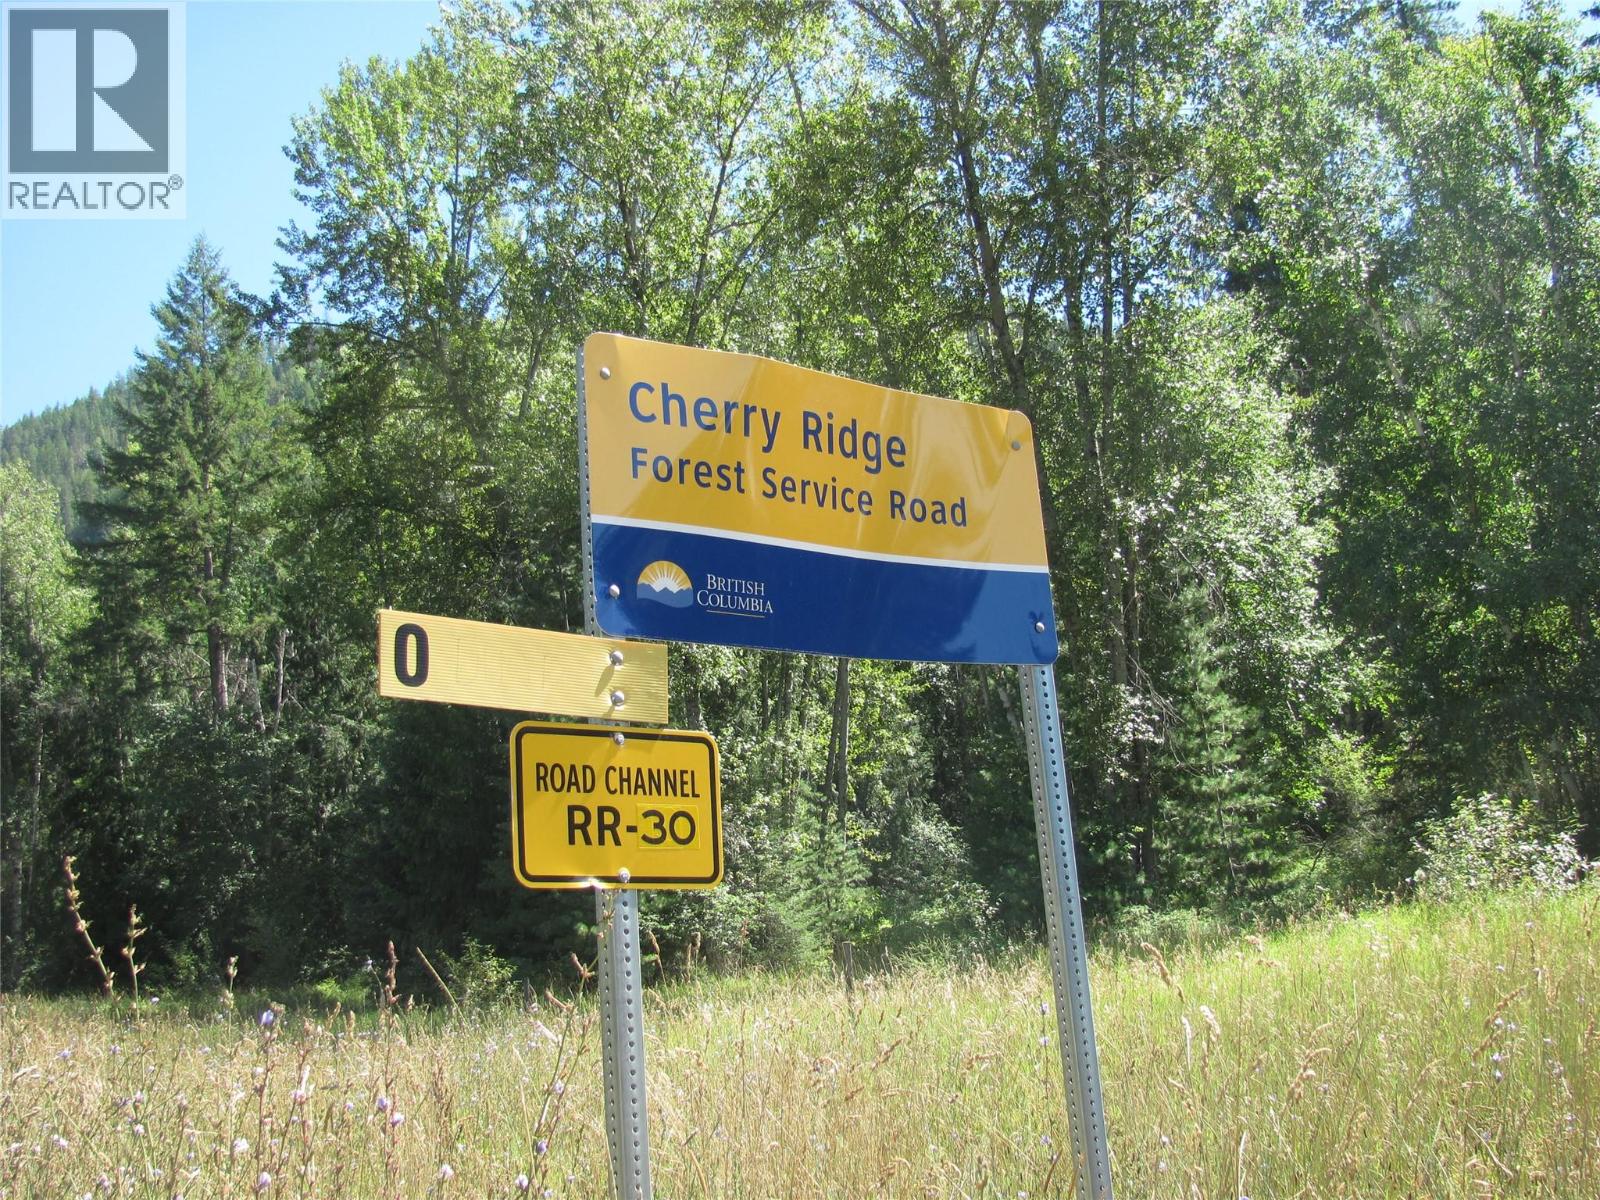 REALTOR®
Cherry Ridge
Forest Service Road
BRITISH
COLUMBIA
0
ROAD CHANNEL
RR-30